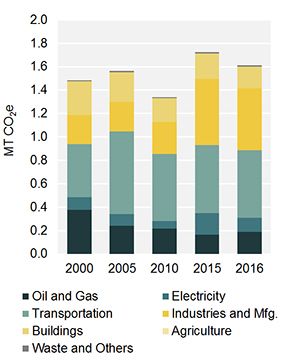 2.0
1.8
1.6
1.4
1.2
1.0
0.8
0.6
0.4
0.2
0.0
MT CO₂e
2000 2005 2010 2015 2016
Oil and Gas Electricity
Transportation Industries and Mfg.
Buildings Agriculture
Waste and Others